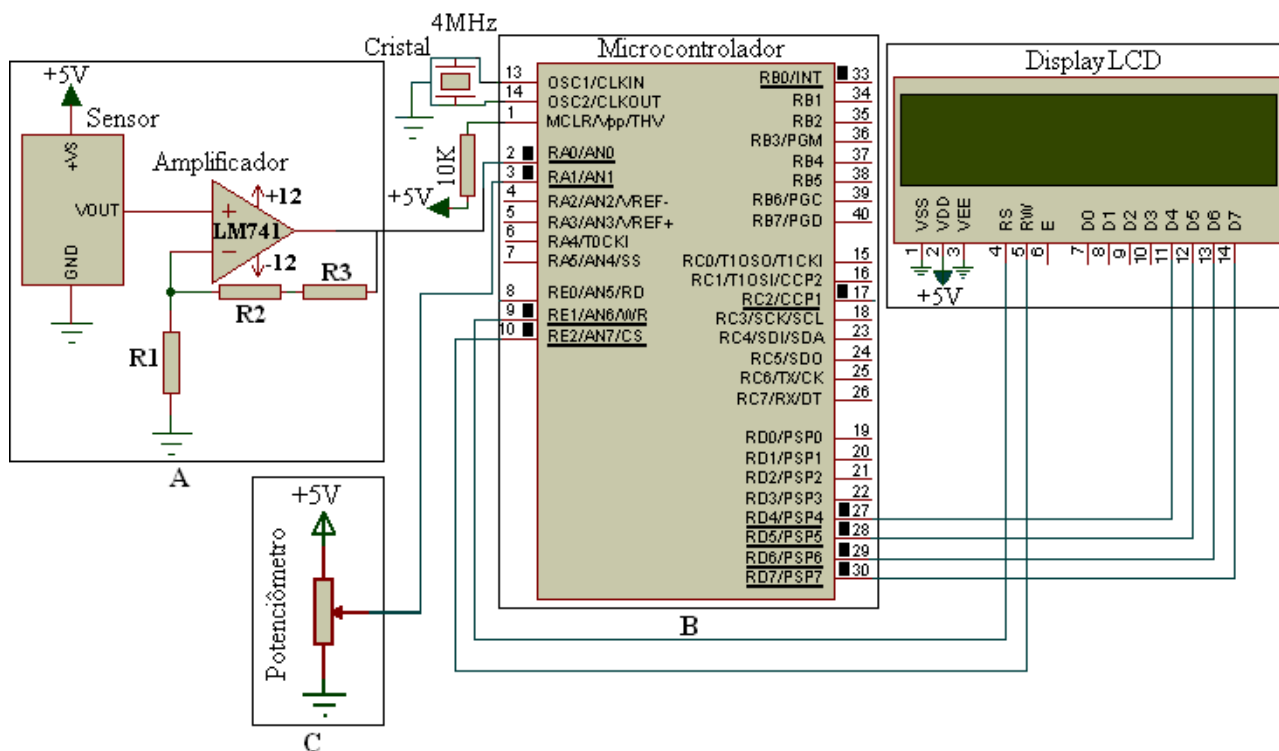 4MHz
Cristal
Microcontrolador
Display LCD
+5V
Sensor
+VS
VOUT
GND
Amplificador
+12
+
LM741
-
-12
R3
R2
R1
A
10K
+5V
13 OSC1/CLKIN
14 OSC2/CLKOUT
1 MCLR/Vpp/THV
2 RA0/AN0
3 RA1/AN1
4 RA2/AN2/VREF-
5 RA3/AN3/VREF+
6 RA4/T0CKI
7 RA5/AN4/SS
8 RE0/AN5/RD
9 RE1/AN6/WR
10 RE2/AN7/CS
RB0/INT 33
RB1 34
RB2 35
RB3/PGM 36
RB4 37
RB5 38
RB6/PGC 39
RB7/PGD 40
RC0/T1OSO/T1CKI 15
RC1/T1OSI/CCP2 16
RC2/CCP1 17
RC3/SCK/SCL 18
RC4/SDI/SDA 23
RC5/SDO 24
RC6/TX/CK 25
RC7/RX/DT 26
RD0/PSP0 19
RD1/PSP1 20
RD2/PSP2 21
RD3/PSP3 22
RD4/PSP4 27
RD5/PSP5 28
RD6/PSP6 29
RD7/PSP7 30
B
VSS VDD VEE RS RW E D0 D1 D2 D3 D4 D5 D6 D7
1 2 3 4 5 6 7 8 9 10 11 12 13 14
+5V
+5V
Potenciômetro
C